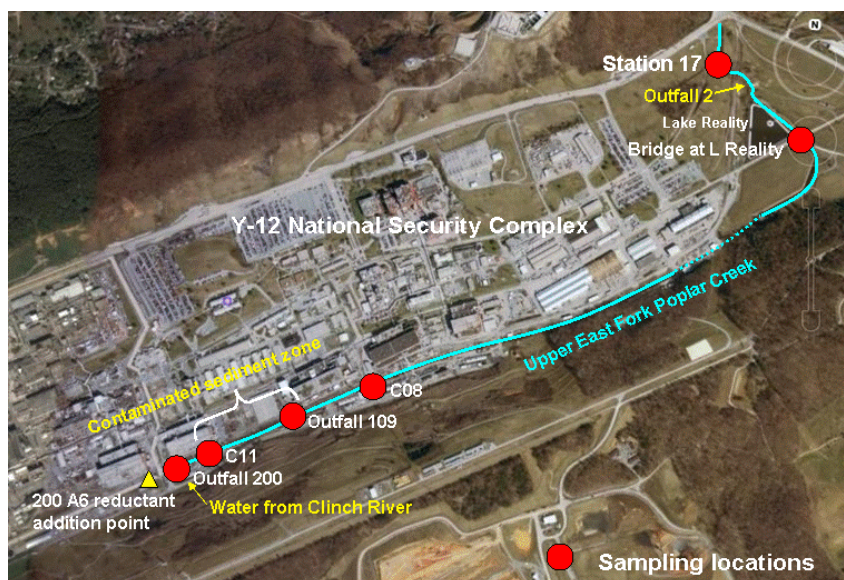 N
Station 17
Outfall 2
Lake Reality
Bridge at L Reality
Y-12 National Security Complex
Upper East Fork Poplar Creek
Contaminated sediment zone
C08
Outfall 109
C11
Outfall 200
200 A6 reductant
addition point
Water from Clinch River
Sampling locations